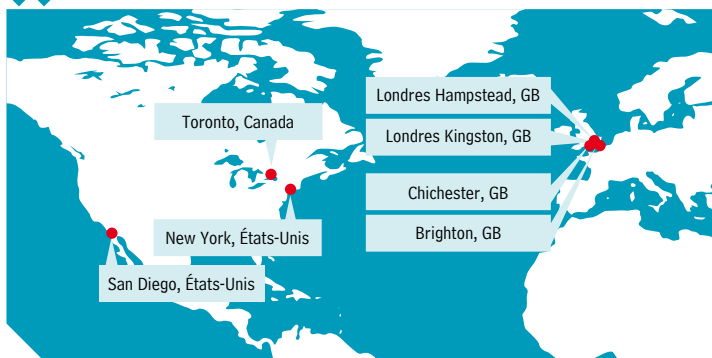 Londres Hampstead, GB
Toronto, Canada
Londres Kingston, GB
Chichester, GB
New York, États-Unis
Brighton, GB
San Diego, États-Unis